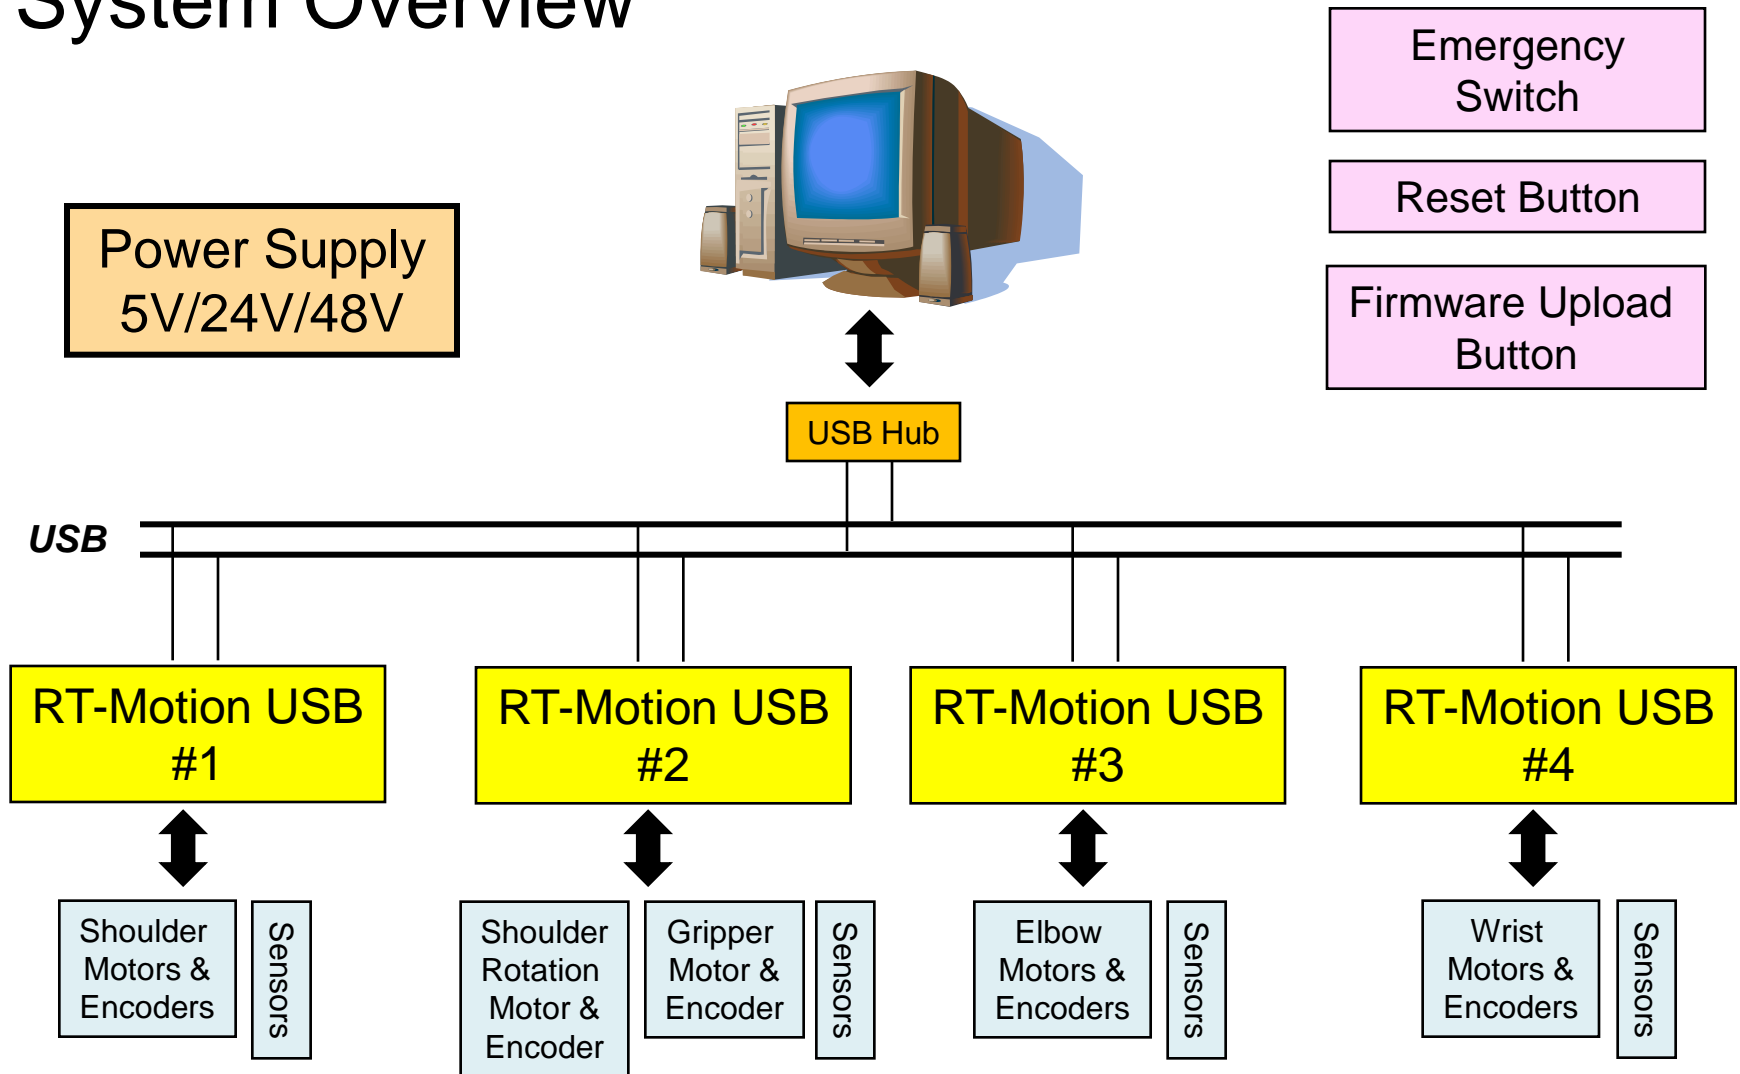 System Overview
Emergency
Switch
Reset Button
Power Supply
5V/24V/48V
Firmware Upload
Button
USB Hub
USB
RT-Motion USB
#1
RT-Motion USB
#2
RT-Motion USB
#3
RT-Motion USB
#4
Shoulder
Motors &
Encoders
Sensors
Shoulder
Rotation
Motor &
Encoder
Gripper
Motor &
Encoder
Sensors
Elbow
Motors &
Encoders
Sensors
Wrist
Motors &
Encoders
Sensors